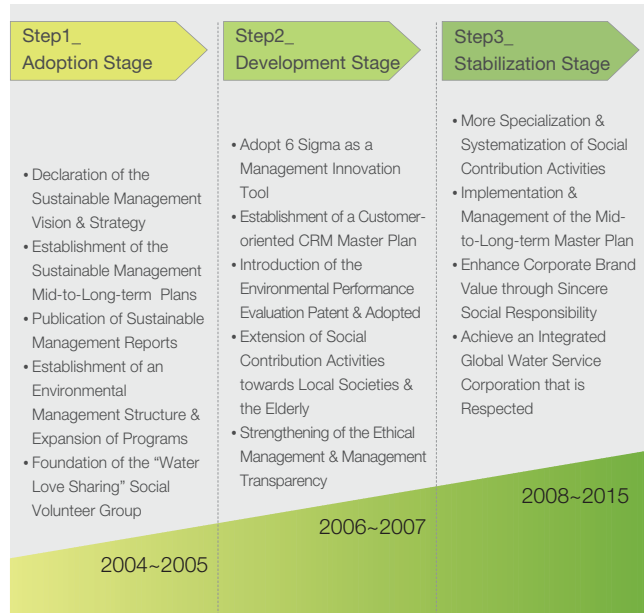 Step1_
Adoption Stage
• Declaration of the
Sustainable Management
Vision & Strategy
• Establishment of the
Sustainable Management
Mid-to-Long-term Plans
• Publication of Sustainable
Management Reports
• Establishment of an
Environmental
Management Structure &
Expansion of Programs
• Foundation of the “Water
Love Sharing” Social
Volunteer Group
2004~2005
Step2_
Development Stage
• Adopt 6 Sigma as a
Management Innovation
Tool
• Establishment of a Customer-
oriented CRM Master Plan
• Introduction of the
Environmental Performance
Evaluation Patent & Adopted
• Extension of Social
Contribution Activities
towards Local Societies &
the Elderly
• Strengthening of the Ethical
Management & Management
Transparency
2006~2007
Step3_
Stabilization Stage
• More Specialization &
Systematization of Social
Contribution Activities
• Implementation &
Management of the Mid-
to-Long-term Master Plan
• Enhance Corporate Brand
Value through Sincere
Social Responsibility
• Achieve an Integrated
Global Water Service
Corporation that is
Respected
2008~2015